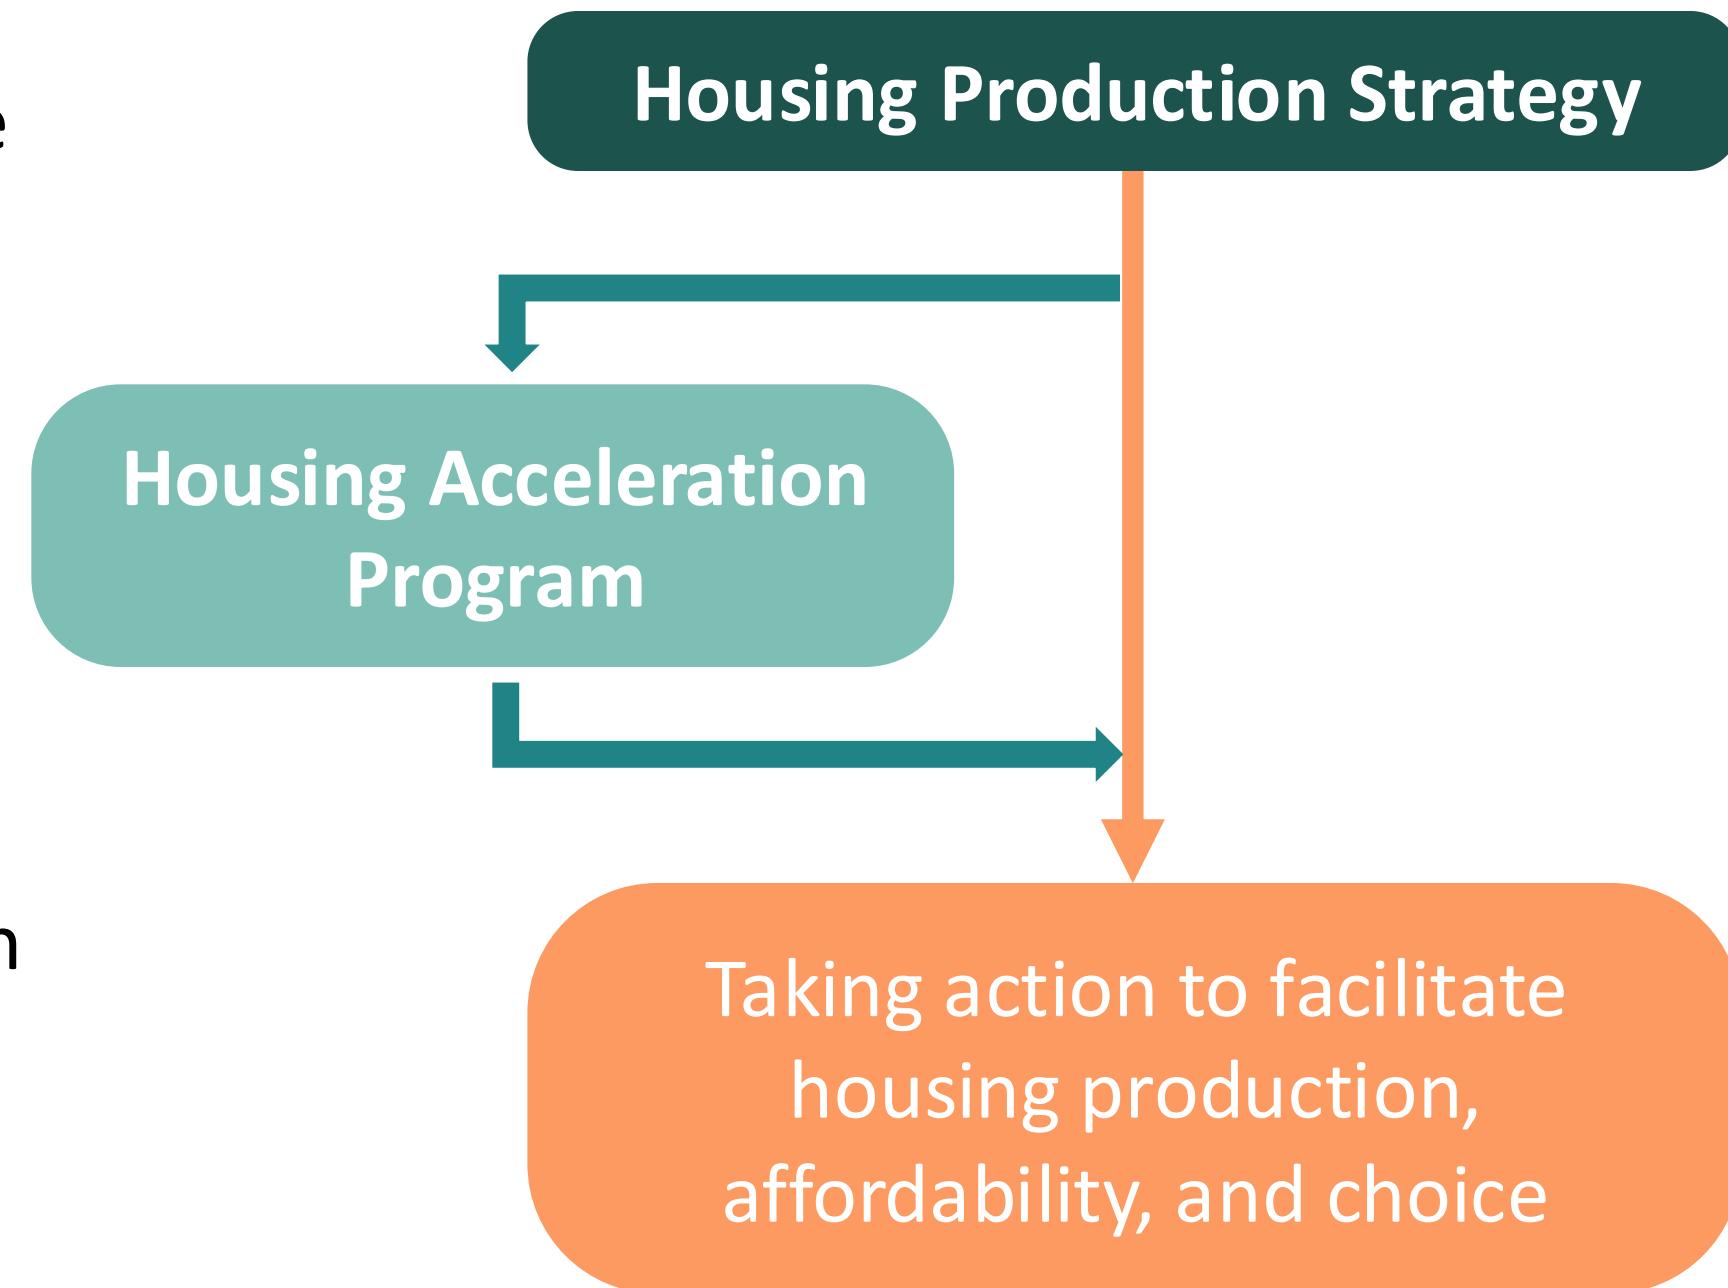 Housing Production Strategy
Housing Acceleration
Program
Taking action to facilitate
housing production,
affordability, and choice